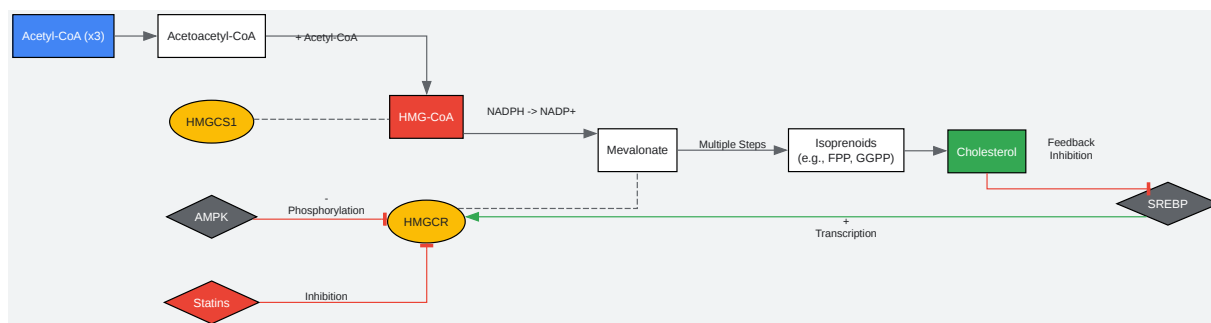 Acetyl-CoA (x3)
Acetoacetyl-CoA
+ Acetyl-CoA
HMGCS1
HMG-CoA
NADPH -> NADP+
Mevalonate
Multiple Steps
Isoprenoids
(e.g., FPP, GGPP)
Cholesterol
Feedback
Inhibition
AMPK
-
Phosphorylation
HMGCR
+
Transcription
SREBP
Statins
Inhibition